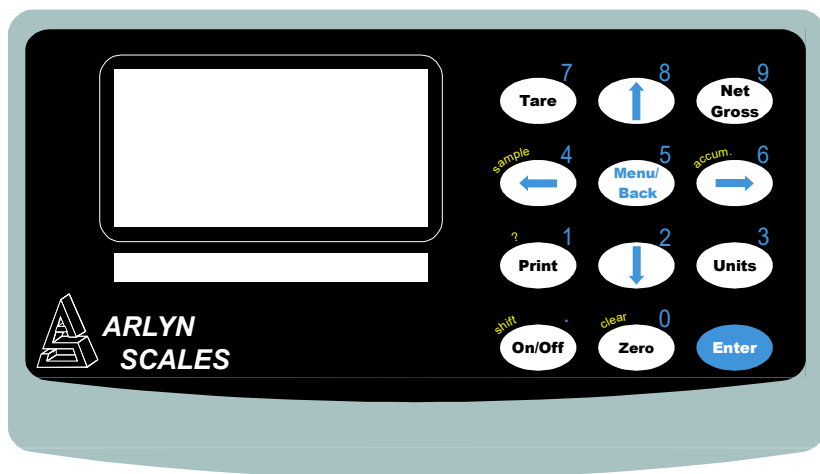 7 8 9
Tare
Net
Gross
sample 4 5 accum. 6
Menu/
Back
? 1 2 3
Print Units
shift . clear 0
On/Off Zero Enter
ARLYN
SCALES